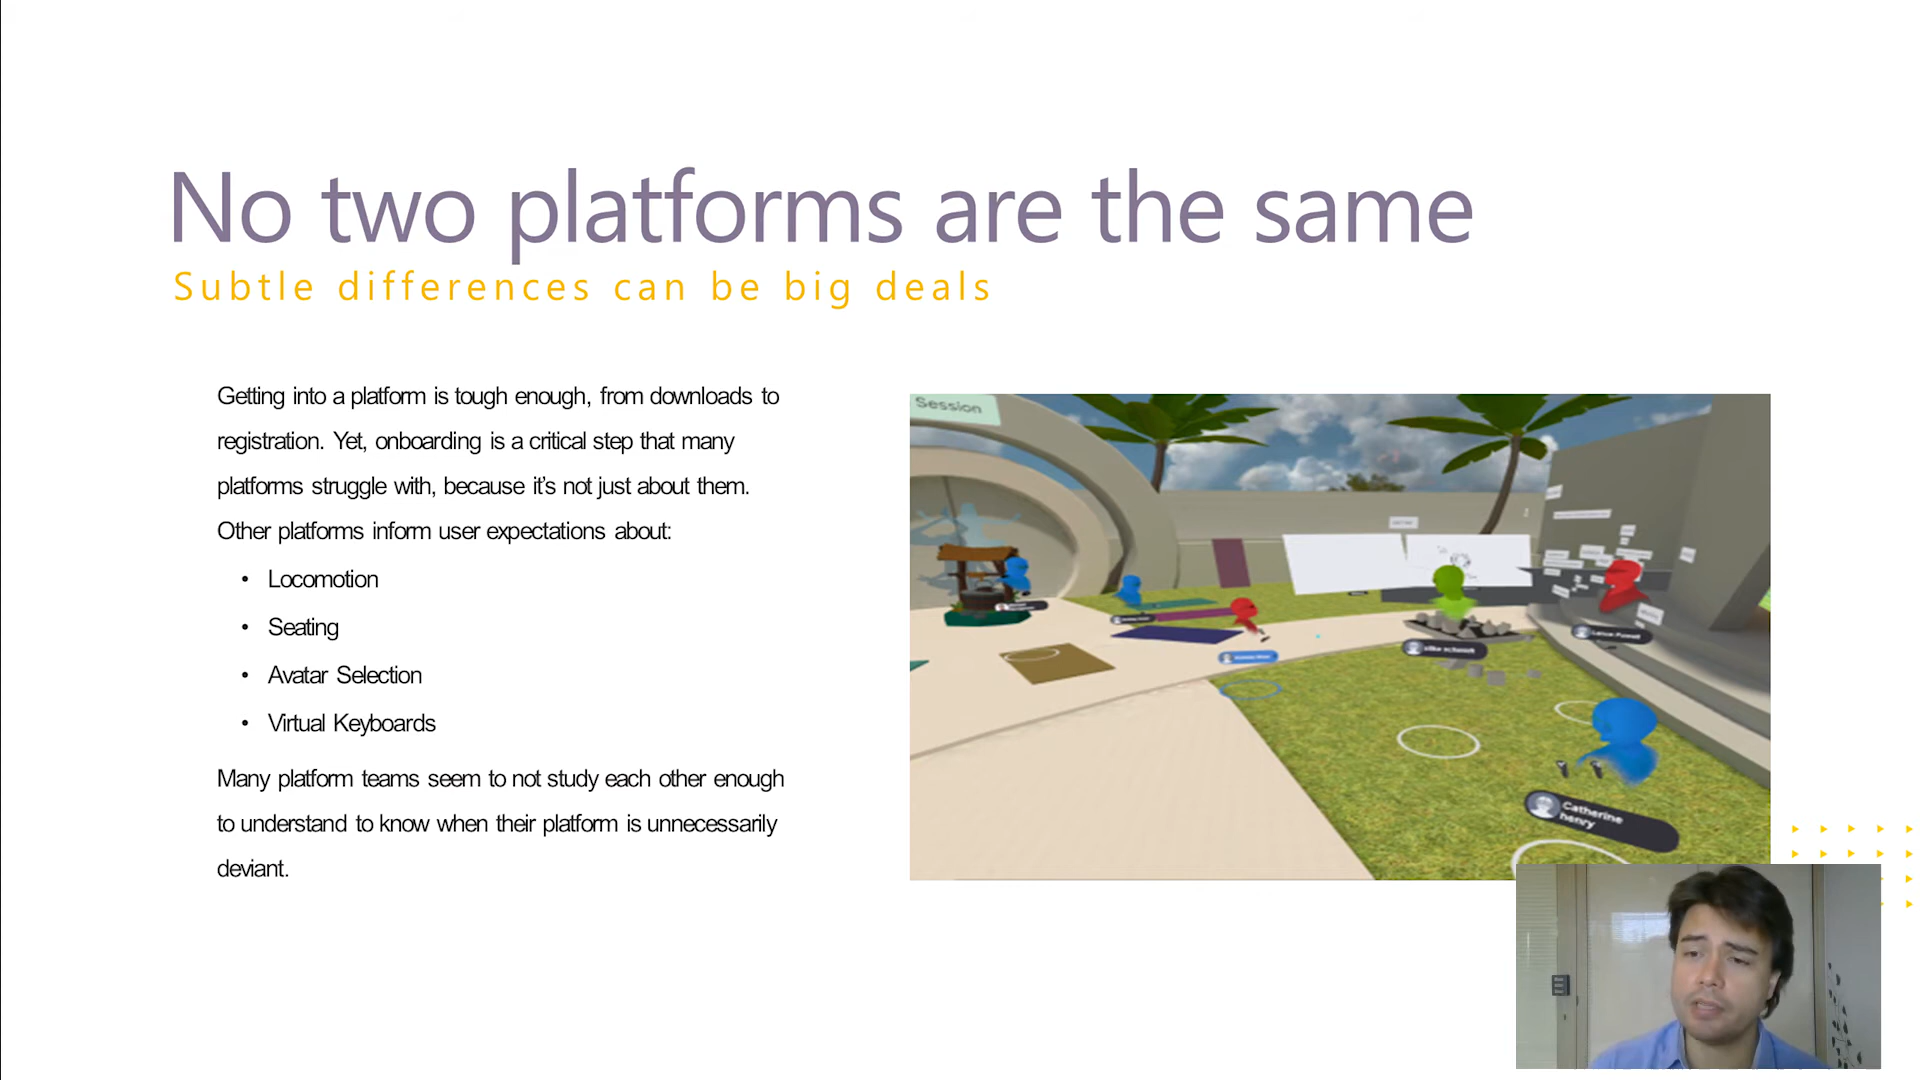 No two platforms are the same
Subtle differences can be big deals
Getting into a platform is tough enough, from downloads to
registration. Yet, onboarding is a critical step that many
platforms struggle with, because it’s not just about them.
Other platforms inform user expectations about:
• Locomotion
• Seating
• Avatar Selection
• Virtual Keyboards
Many platform teams seem to not study each other enough
to understand to know when their platform is unnecessarily
deviant.
Session
Catherine
henry